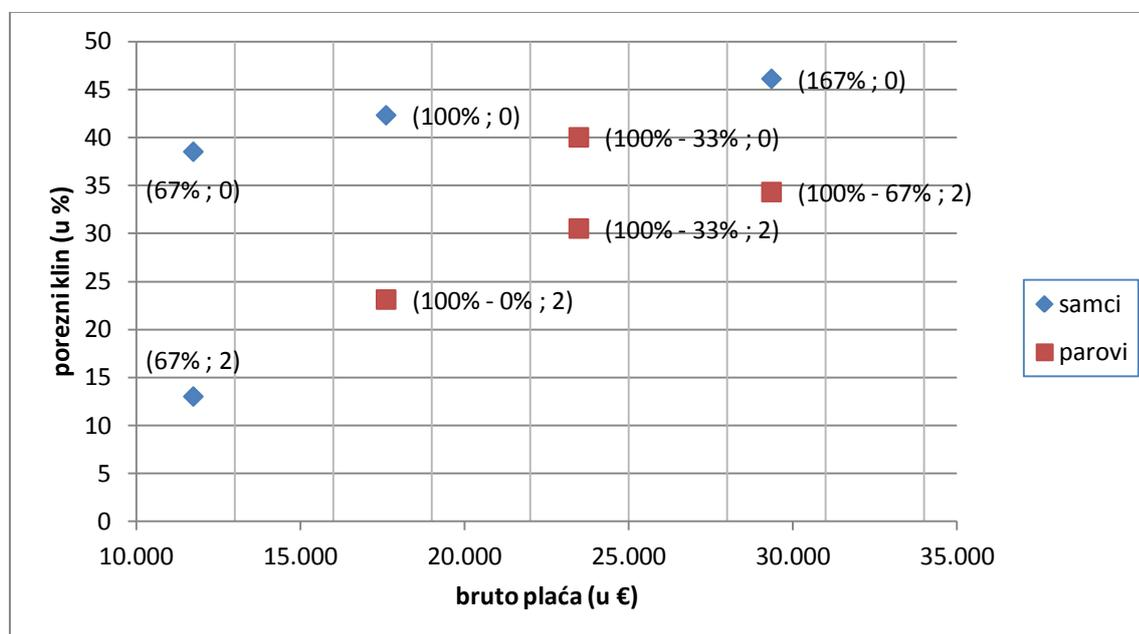 50
45
40
35
30
25
20
15
10
5
0
porezni klin (u %)
(167% ; 0)
(100% ; 0)
(100% - 33% ; 0)
(67% ; 0)
(100% - 67% ; 2)
(100% - 33% ; 2)
(100% - 0% ; 2)
(67% ; 2)
10.000 15.000 20.000 25.000 30.000 35.000
bruto plaća (u €)
samci
parovi